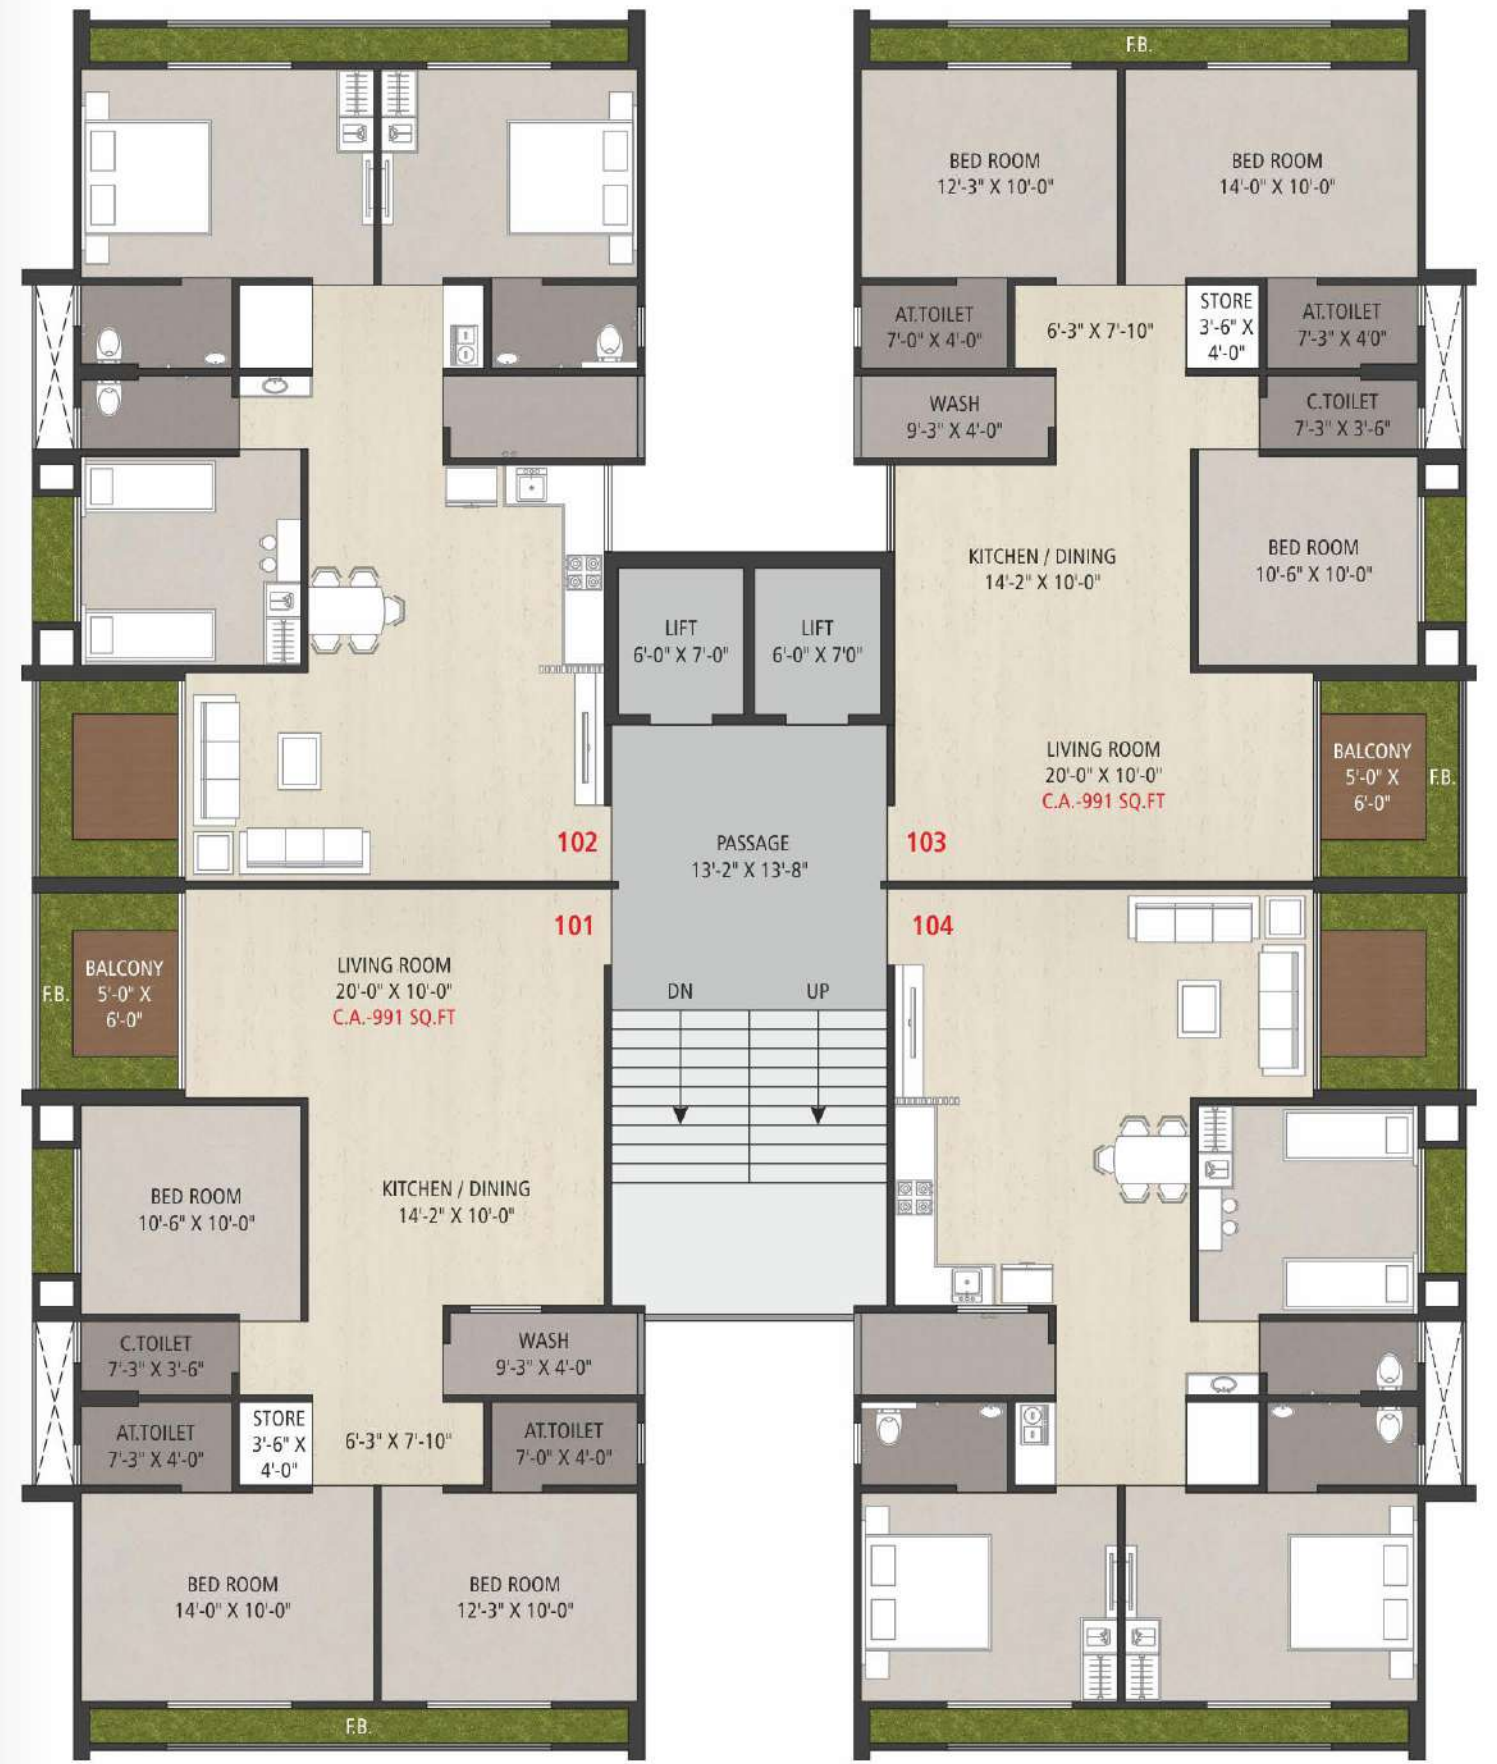 F.B.
BED ROOM
12'-3" X 10'-0"
BED ROOM
14'-0" X 10'-0"
AT.TOILET
7'-0" X 4'-0"
6'-3" X 7'-10"
STORE
3'-6" X
4'-0"
AT.TOILET
7'-3" X 4'0"
WASH
9'-3" X 4'-0"
C.TOILET
7'-3" X 3'-6"
KITCHEN / DINING
14'-2" X 10'-0"
BED ROOM
10'-6" X 10'-0"
LIFT
6'-0" X 7'-0"
LIFT
6'-0" X 7'0"
LIVING ROOM
20'-0" X 10'-0"
C.A.-991 SQ.FT
BALCONY
5'-0" X
6'-0"
F.B.
102
PASSAGE
13'-2" X 13'-8"
103
101
104
F.B.
BALCONY
5'-0" X
6'-0"
LIVING ROOM
20'-0" X 10'-0"
C.A.-991 SQ.FT
DN
UP
BED ROOM
10'-6" X 10'-0"
KITCHEN / DINING
14'-2" X 10'-0"
C.TOILET
7'-3" X 3'-6"
WASH
9'-3" X 4'-0"
AT.TOILET
7'-3" X 4'-0"
STORE
3'-6" X
4'-0"
6'-3" X 7'-10"
AT.TOILET
7'-0" X 4'-0"
BED ROOM
14'-0" X 10'-0"
BED ROOM
12'-3" X 10'-0"
F.B.